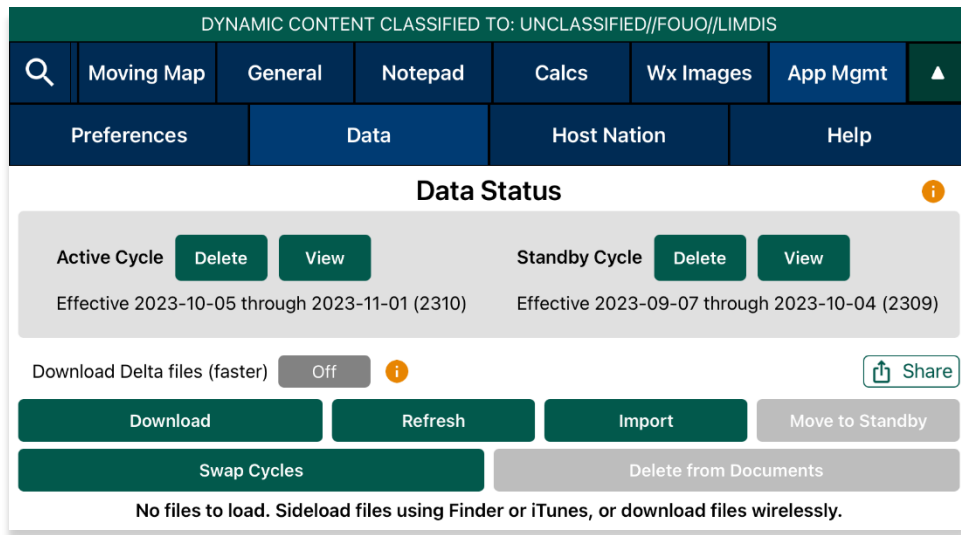 DYNAMIC CONTENT CLASSIFIED TO: UNCLASSIFIED//FOUO//LIMDIS
Moving Map General Notepad Calcs Wx Images App Mgmt
Preferences Data Host Nation Help
Data Status
Active Cycle Delete View Standby Cycle Delete View
Effective 2023-10-05 through 2023-11-01 (2310) Effective 2023-09-07 through 2023-10-04 (2309)
Download Delta files (faster) Off Share
Download Refresh Import Move to Standby
Swap Cycles Delete from Documents
No files to load. Sideload files using Finder or iTunes, or download files wirelessly.